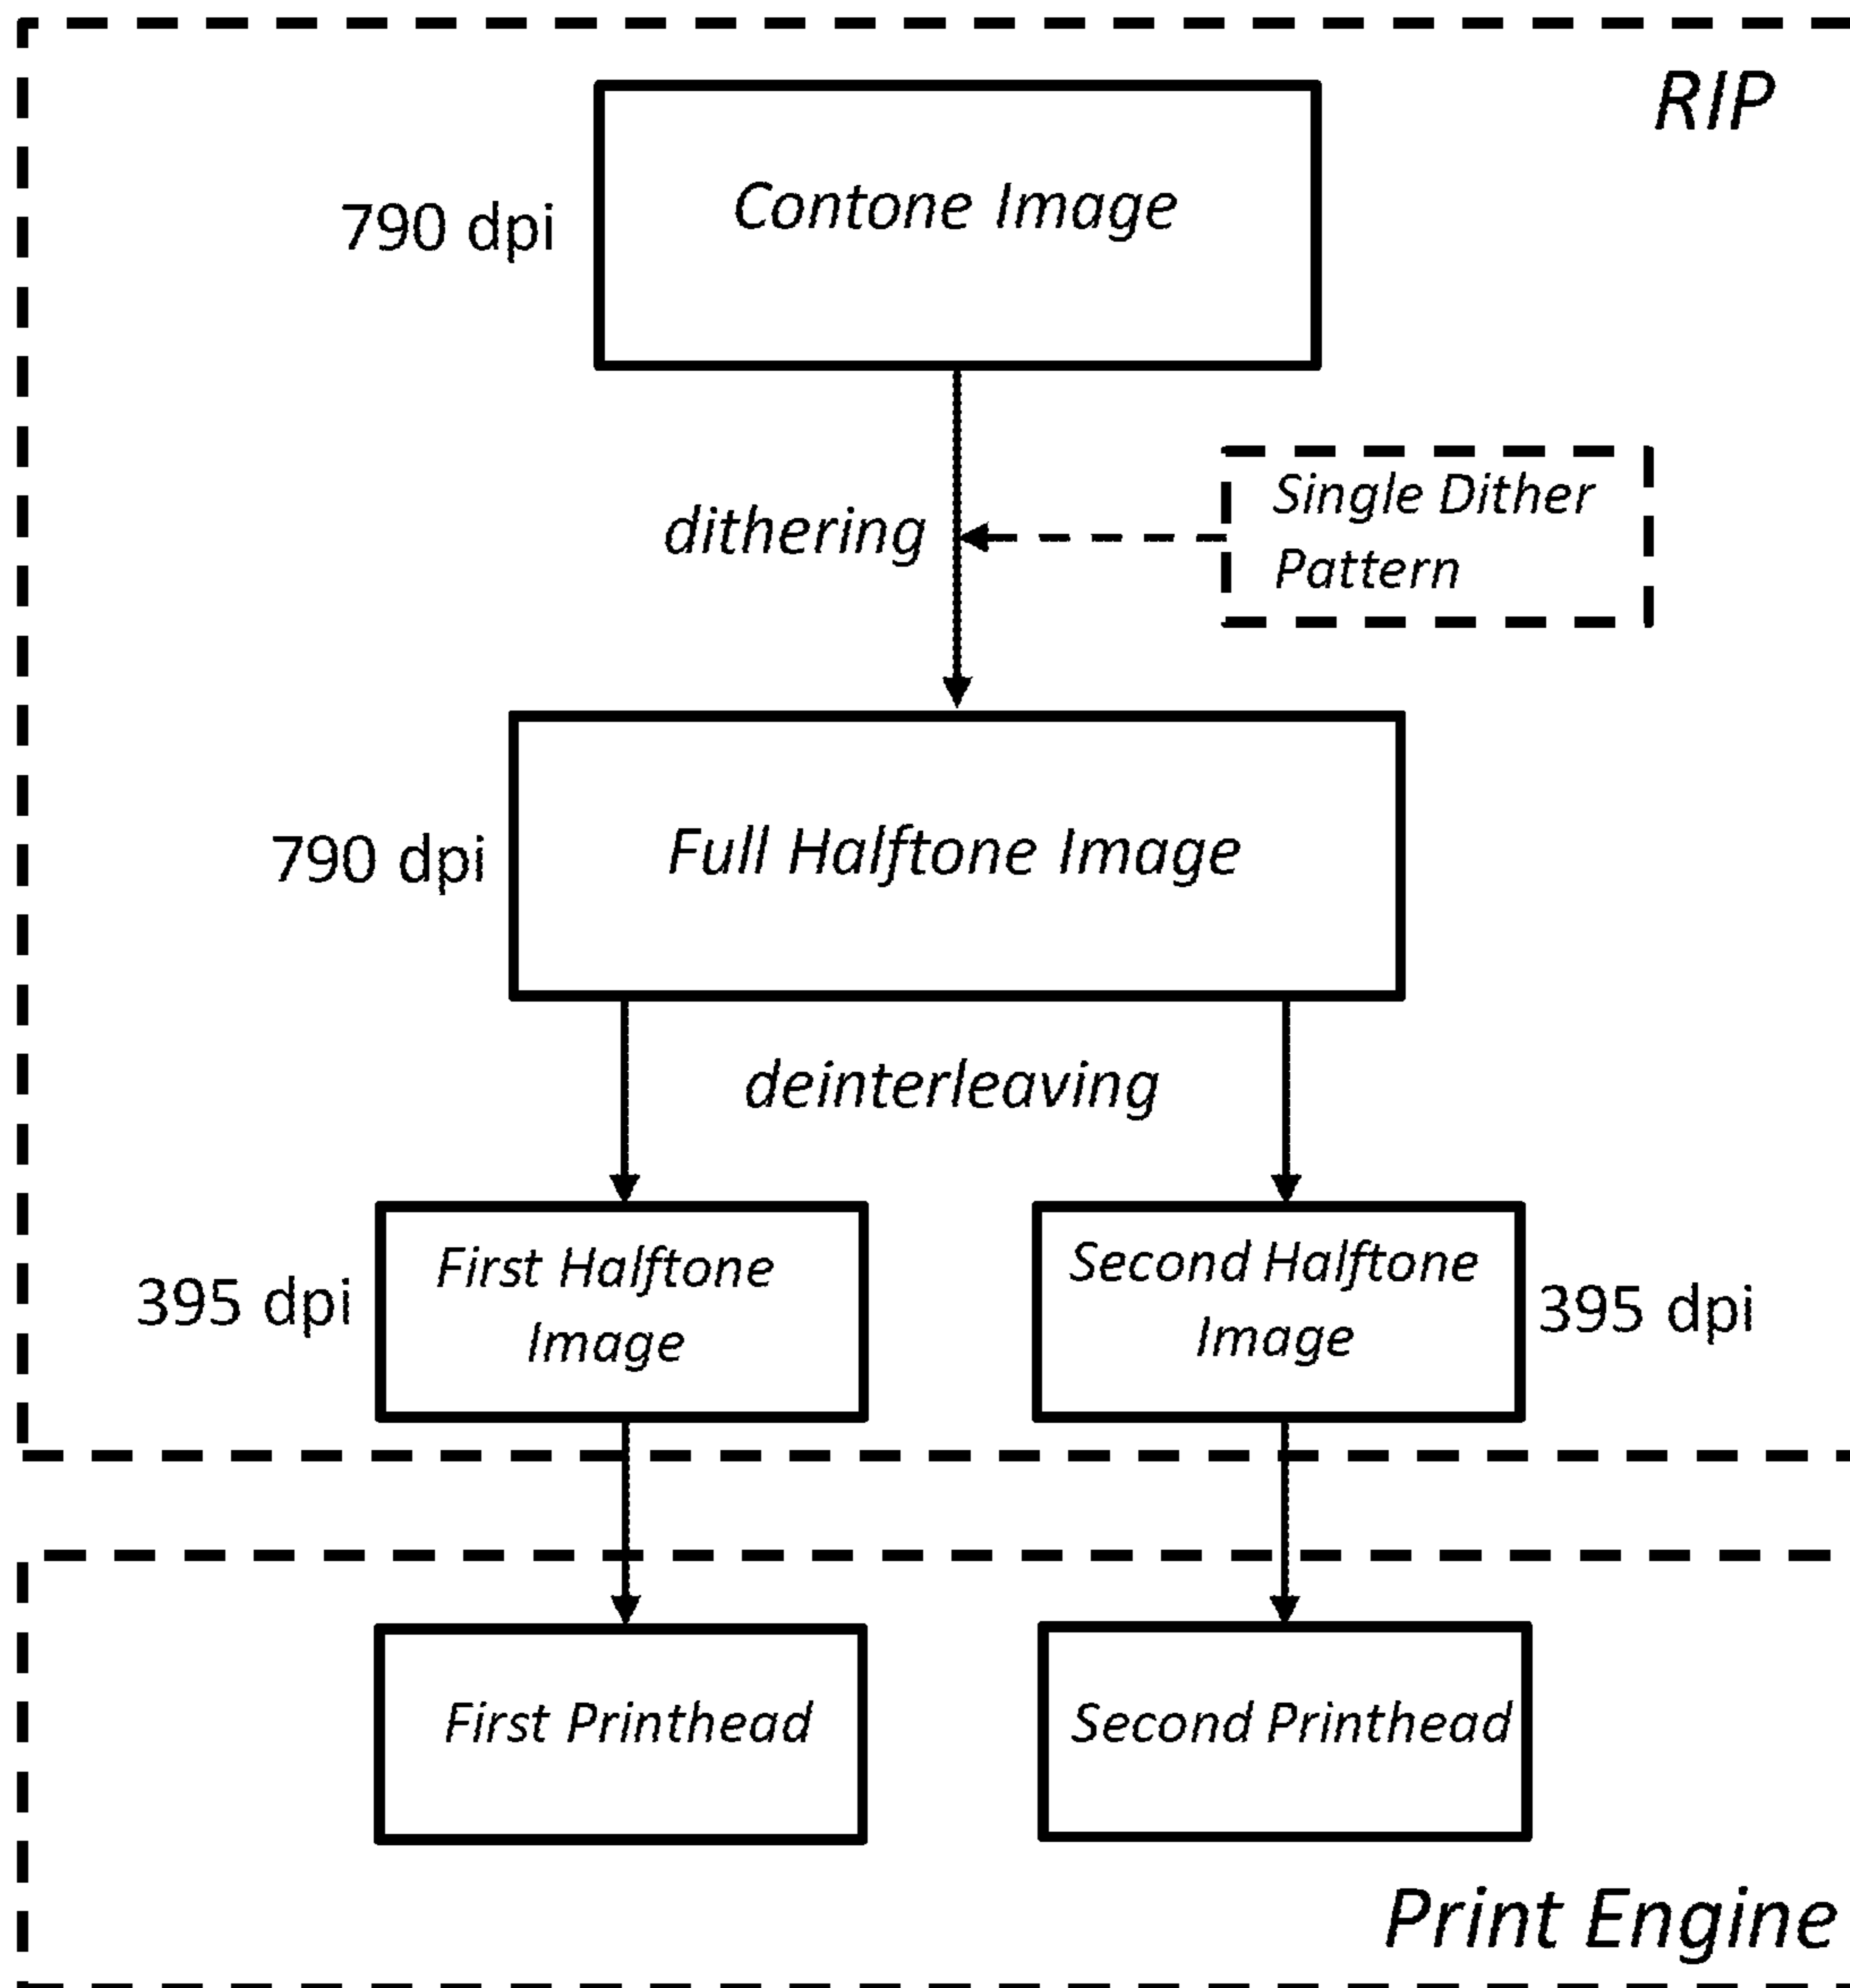 RIP
Contone Image
790 dpi
Single Dither
Pattern
dithering
Full Halftone Image
790 dpi
deinterleaving
First Halftone
Image
395 dpi
Second Halftone
Image
395 dpi
First Printhead
Second Printhead
Print Engine